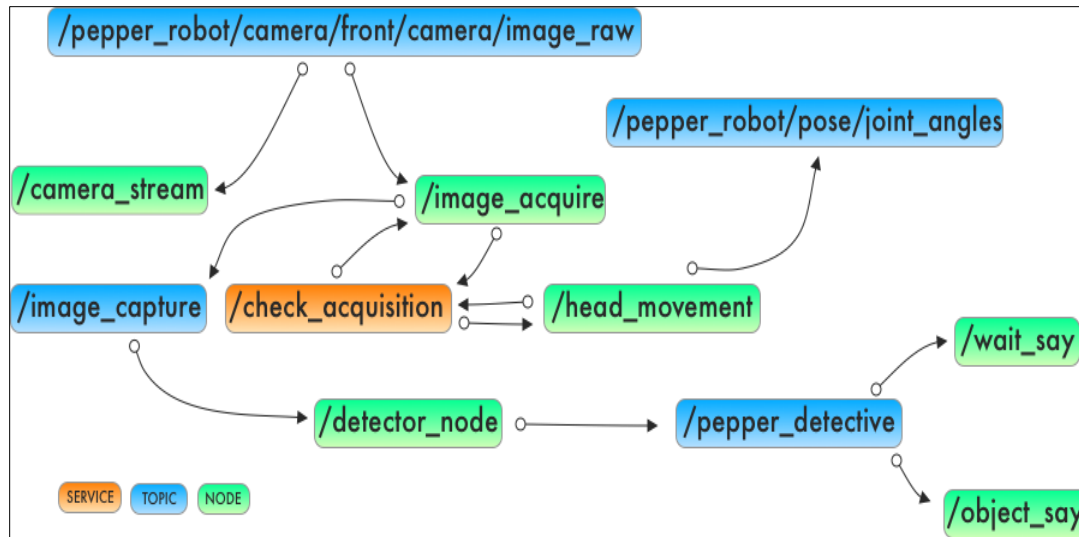 /pepper_robot/camera/front/camera/image_raw
/pepper_robot/pose/joint_angles
/camera_stream
/image_acquire
/image_capture
/check_acquisition
/head_movement
/wait_say
/detector_node
/pepper_detective
/object_say
SERVICE
TOPIC
NODE